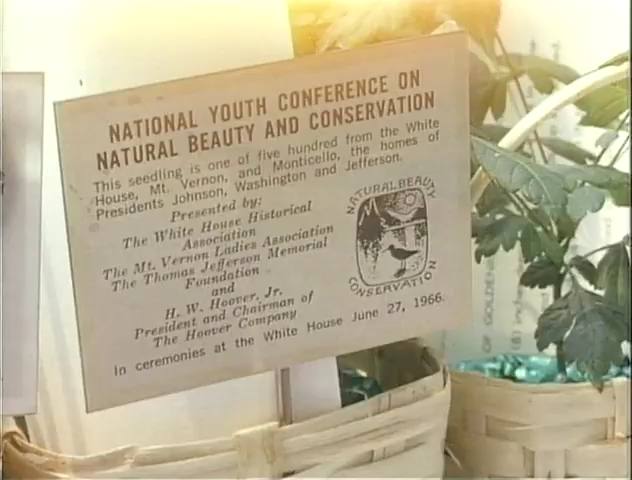 NATIONAL YOUTH CONFERENCE ON
NATURAL BEAUTY AND CONSERVATION
This seedling is one of five hundred from the White
House, Mt. Vernon, and Monticello, the homes of
Presidents Johnson, Washington and Jefferson.
Presented by:
The White House Historical
Association
The Mt. Vernon Ladies Association
The Thomas Jefferson Memorial
Foundation
and
H. W. Hoover, Jr.
President and Chairman of
The Hoover Company
In ceremonies at the White House June 27, 1966.
NATURAL BEAUTY
CONSERVATION
OF GOLDEN